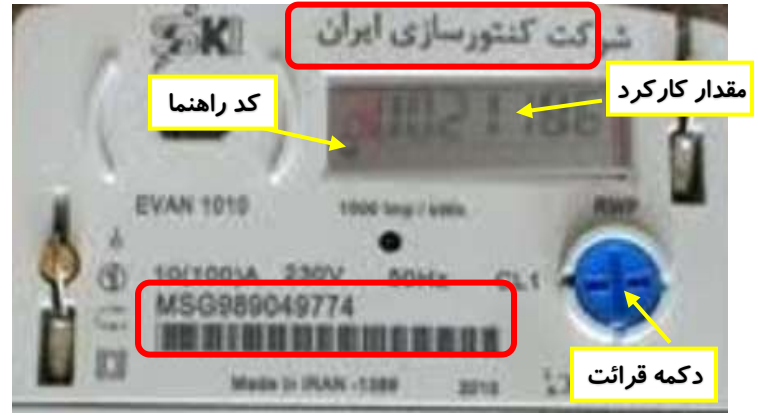 شرکت کنتورسازی ایران
مقدار کارکرد
کد راهنما
EVAN 1010
1000 imp / kWh
RWP
10(100)A 230V 50Hz CL1
MSG989049774
دکمه قرائت
Made in IRAN -1389 2010